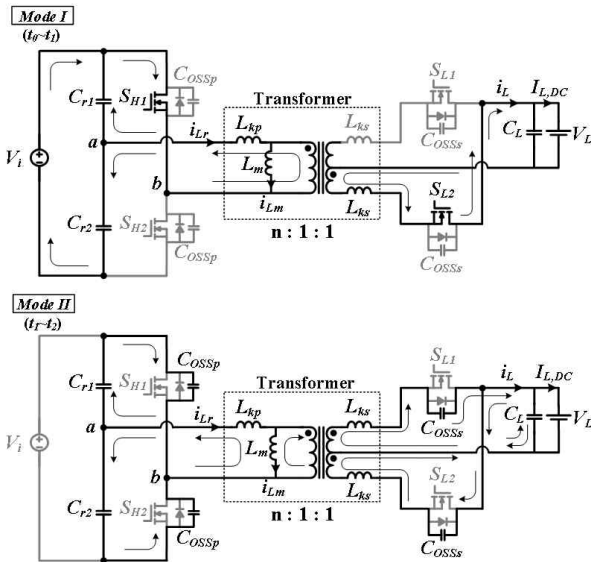 Mode I
(t0~t1)
Cr1
SH1
COSSp
a
iLr
Transformer
Lkp
Lm
iLm
Lks
Lks
n : 1 : 1
SL1
COSSs
iL
IL,DC
CL
VL
Vi
b
Cr2
SH2
COSSp
SL2
COSSs
Mode II
(t1~t2)
Cr1
SH1
COSSp
a
iLr
Transformer
Lkp
Lm
iLm
Lks
Lks
n : 1 : 1
SL1
COSSs
iL
IL,DC
CL
VL
Vi
b
Cr2
SH2
COSSp
SL2
COSSs